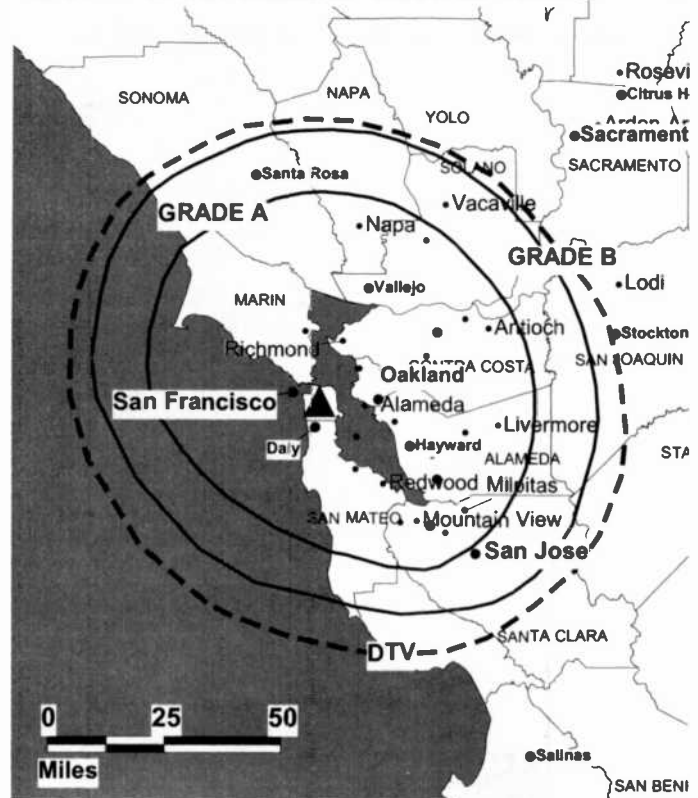 Rosevi
Citrus H
NAPA
SONOMA
YOLO
Arden Ar
Sacrament
SOLANO
SACRAMENTO
Santa Rosa
Vacaville
GRADE A
Napa
GRADE B
Lodi
Vallejo
MARIN
Antioch
Stockton
Richmond
CONTRA COSTA
SAN JOAQUIN
Oakland
San Francisco
Alameda
Livermore
Daly
Hayward
ALAMEDA
STA
Redwood
Milpitas
SAN MATEO
Mountain View
San Jose
SANTA CLARA
DTV
0 25 50
Miles
Salinas
SAN BENI